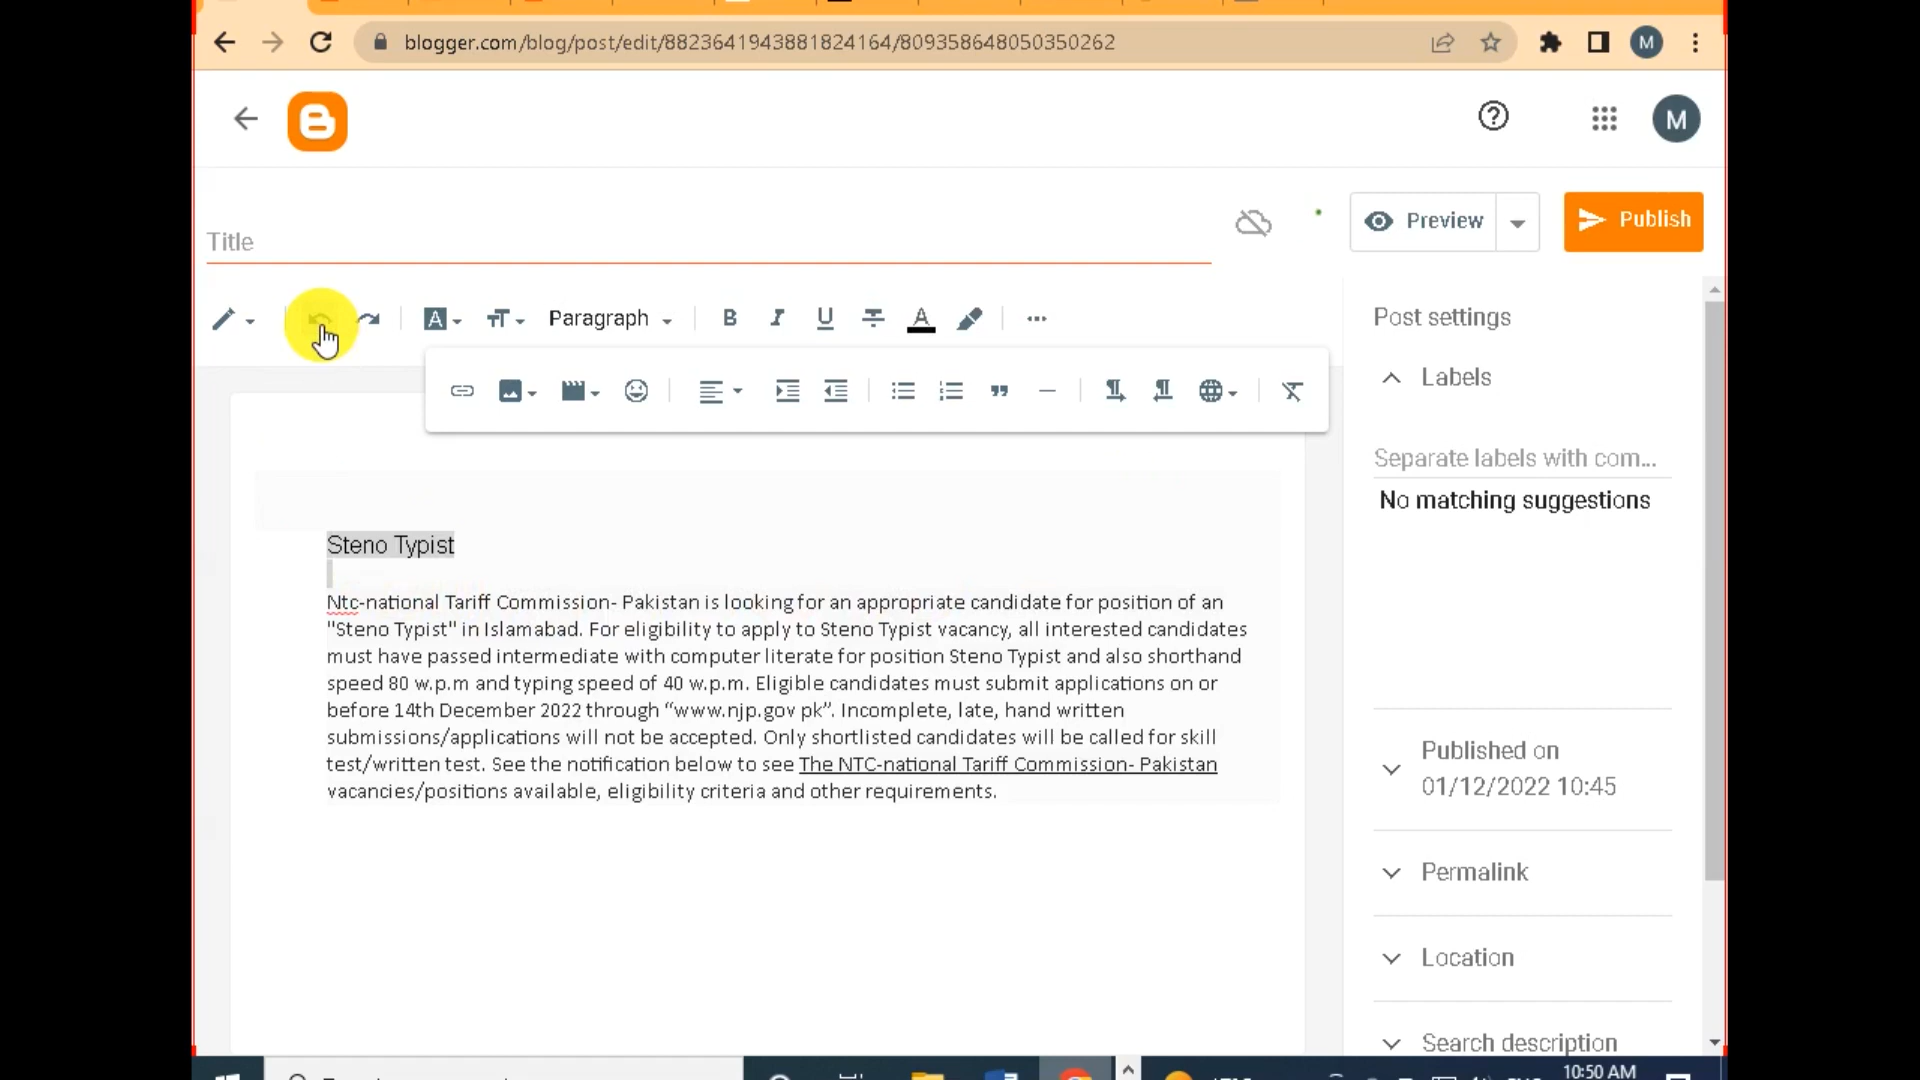 blogger.com/blog/post/edit/8823641943881824164/809358648050350262
M
M
Title
Preview
Publish
Paragraph
B I U A
Post settings
Labels
Separate labels with com...
No matching suggestions
Steno Typist
Ntc-national Tariff Commission- Pakistan is looking for an appropriate candidate for position of an
"Steno Typist" in Islamabad. For eligibility to apply to Steno Typist vacancy, all interested candidates
must have passed intermediate with computer literate for position Steno Typist and also shorthand
speed 80 w.p.m and typing speed of 40 w.p.m. Eligible candidates must submit applications on or
before 14th December 2022 through “www.njp.gov pk”. Incomplete, late, hand written
submissions/applications will not be accepted. Only shortlisted candidates will be called for skill
test/written test. See the notification below to see The NTC-national Tariff Commission- Pakistan
vacancies/positions available, eligibility criteria and other requirements.
Published on
01/12/2022 10:45
Permalink
Location
Search description
10:50 AM